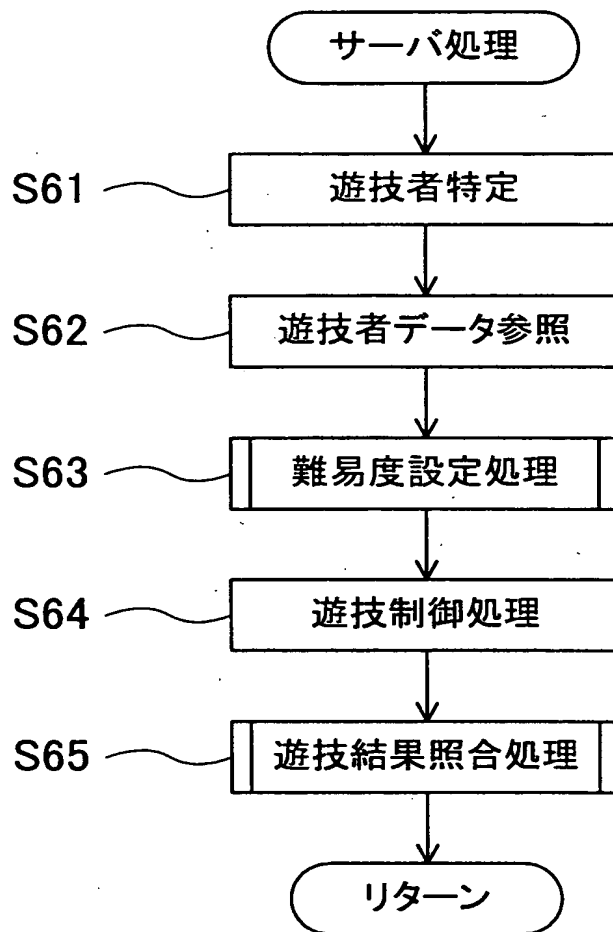 サーバ処理
S61 遊技者特定
S62 遊技者データ参照
S63 難易度設定処理
S64 遊技制御処理
S65 遊技結果照合処理
リターン